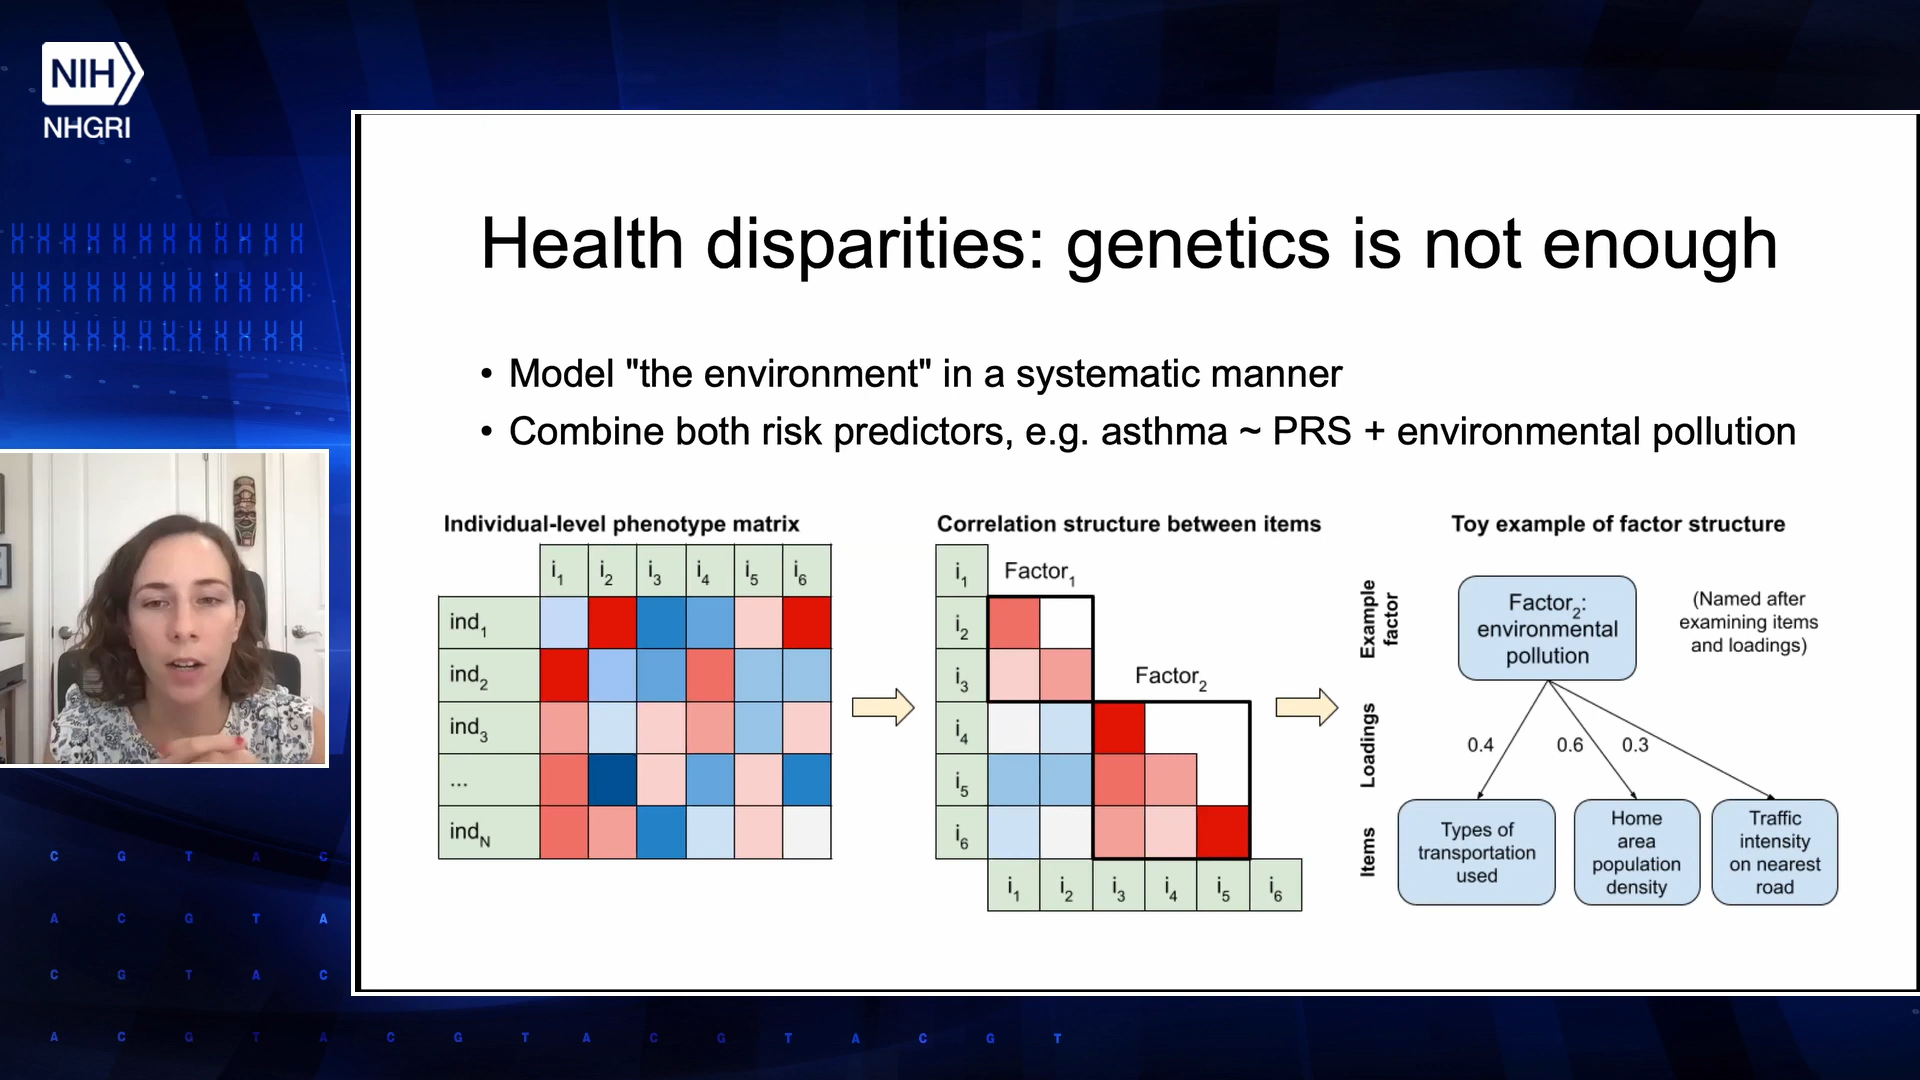 NIH
NHGRI
Health disparities: genetics is not enough
• Model "the environment" in a systematic manner
• Combine both risk predictors, e.g. asthma ~ PRS + environmental pollution
Individual-level phenotype matrix
i1 i2 i3 i4 i5 i6
ind1
ind2
ind3
...
indN
Correlation structure between items
i1
i2
i3
i4
i5
i6
Factor1
Factor2
i1 i2 i3 i4 i5 i6
Toy example of factor structure
Example
factor
Factor2:
environmental
pollution
(Named after
examining items
and loadings)
Loadings
0.4 0.6 0.3
Items
Types of
transportation
used
Home
area
population
density
Traffic
intensity
on nearest
road
C G T A C
A C G T A
C G T A C
A C G T A C G T A C G T A C G T